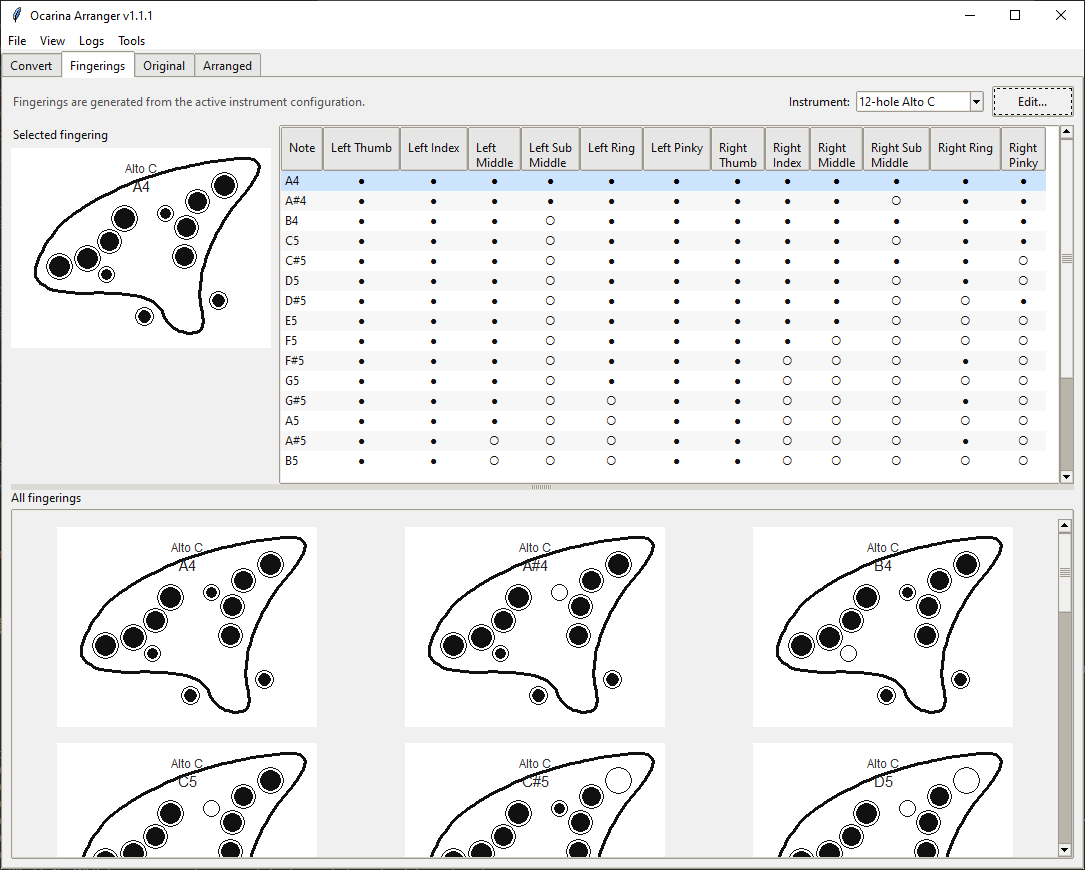 Ocarina Arranger v1.1.1
File View Logs Tools
Convert Fingerings Original Arranged
Fingerings are generated from the active instrument configuration. Instrument: 12-hole Alto C Edit...
Selected fingering
Alto C
A4
Note Left Thumb Left Index Left Middle Left Sub Middle Left Ring Left Pinky Right Thumb Right Index Right Middle Right Sub Middle Right Ring Right Pinky
A4 ● ● ● ● ● ● ● ● ● ● ● ●
A#4 ● ● ● ● ● ● ● ● ● ○ ● ●
B4 ● ● ● ○ ● ● ● ● ● ● ● ●
C5 ● ● ● ○ ● ● ● ● ● ○ ● ●
C#5 ● ● ● ○ ● ● ● ● ● ● ● ○
D5 ● ● ● ○ ● ● ● ● ● ○ ● ○
D#5 ● ● ● ○ ● ● ● ● ● ○ ○ ●
E5 ● ● ● ○ ● ● ● ● ● ○ ○ ○
F5 ● ● ● ○ ● ● ● ● ○ ○ ○ ○
F#5 ● ● ● ○ ● ● ● ○ ○ ○ ● ○
G5 ● ● ● ○ ● ● ● ○ ○ ○ ○ ○
G#5 ● ● ● ○ ○ ● ● ○ ○ ○ ● ○
A5 ● ● ● ○ ○ ● ● ○ ○ ○ ○ ○
A#5 ● ● ○ ○ ○ ● ● ○ ○ ○ ● ○
B5 ● ● ○ ○ ○ ● ● ○ ○ ○ ○ ○
All fingerings
Alto C Alto C Alto C
A4 A#4 B4
Alto C Alto C Alto C
C5 C#5 D5